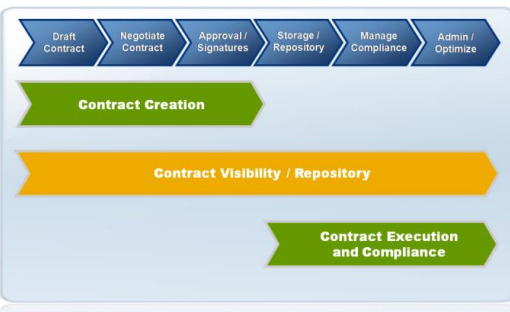 Draft
Contract
Negotiate
Contract
Approval /
Signatures
Storage /
Repository
Manage
Compliance
Admin /
Optimize
Contract Creation
Contract Visibility / Repository
Contract Execution
and Compliance